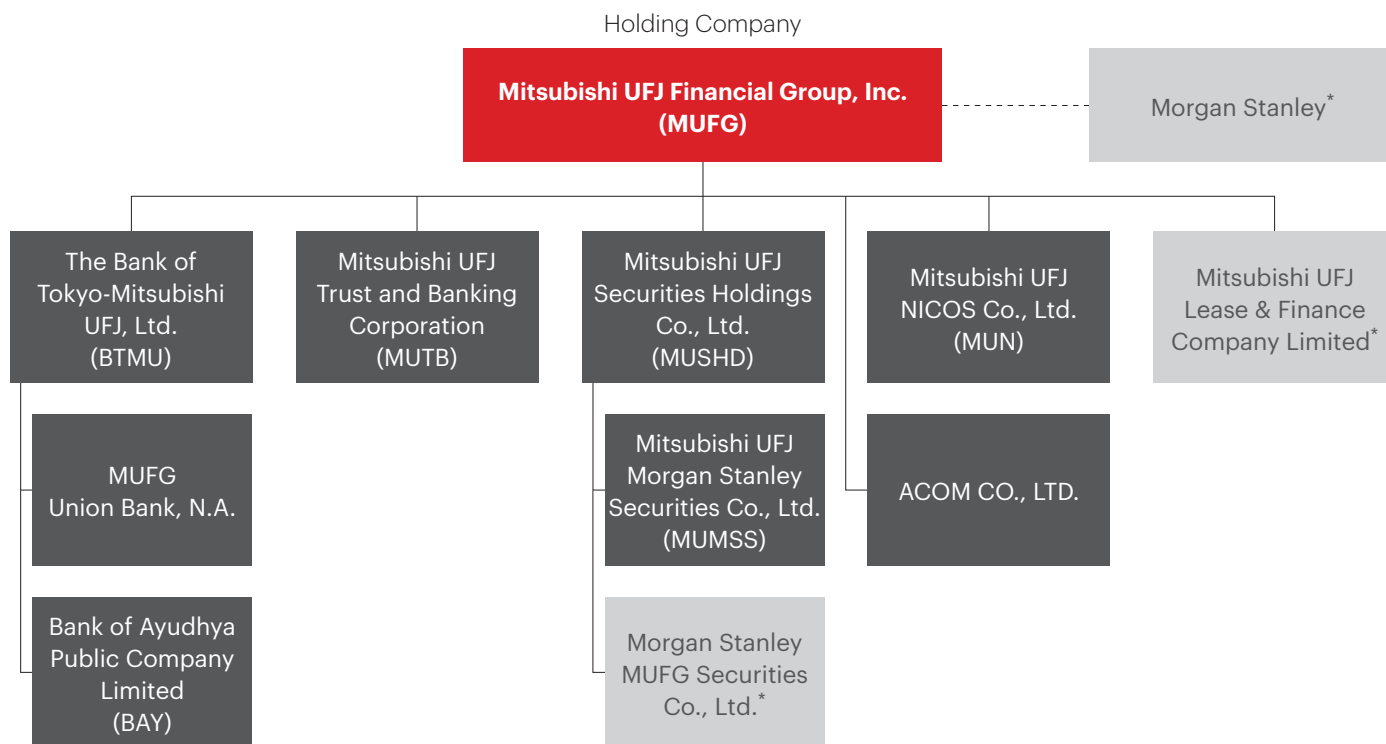 Holding Company
Mitsubishi UFJ Financial Group, Inc.
(MUFG)
Morgan Stanley*
The Bank of
Tokyo-Mitsubishi
UFJ, Ltd.
(BTMU)
Mitsubishi UFJ
Trust and Banking
Corporation
(MUTB)
Mitsubishi UFJ
Securities Holdings
Co., Ltd.
(MUSHD)
Mitsubishi UFJ
NICOS Co., Ltd.
(MUN)
Mitsubishi UFJ
Lease & Finance
Company Limited*
MUFG
Union Bank, N.A.
Mitsubishi UFJ
Morgan Stanley
Securities Co., Ltd.
(MUMSS)
ACOM CO., LTD.
Bank of Ayudhya
Public Company
Limited
(BAY)
Morgan Stanley
MUFG Securities
Co., Ltd.*